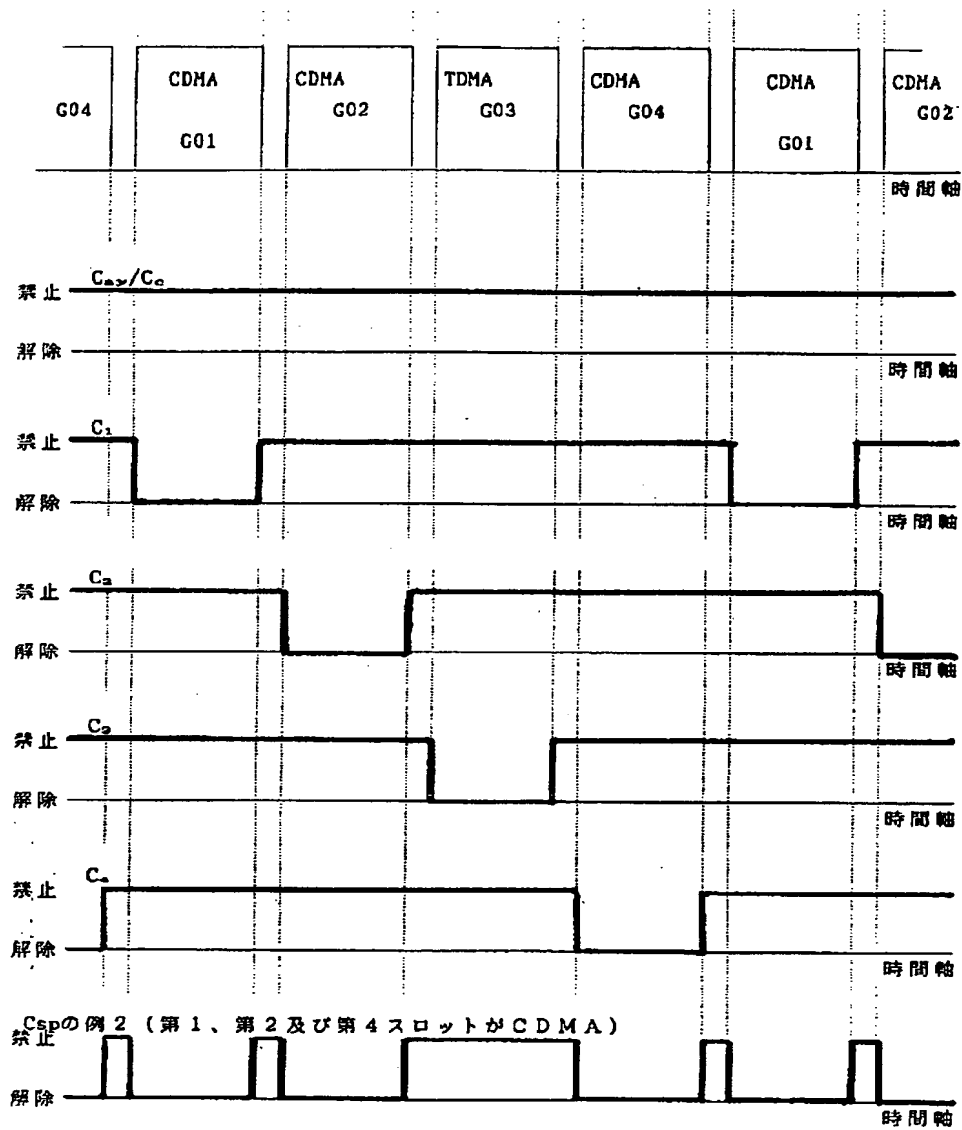 CDMA CDMA TDMA CDMA CDMA CDMA
G04 G02 G03 G04 G02
G01 G01
時間軸
禁止
解除
時間軸
禁止 C₁
解除
時間軸
禁止 C₂
解除
時間軸
禁止 C₃
解除
時間軸
禁止
解除
時間軸
Cspの例2 (第1、第2及び第4スロットがCDMA)
禁止
解除
時間軸